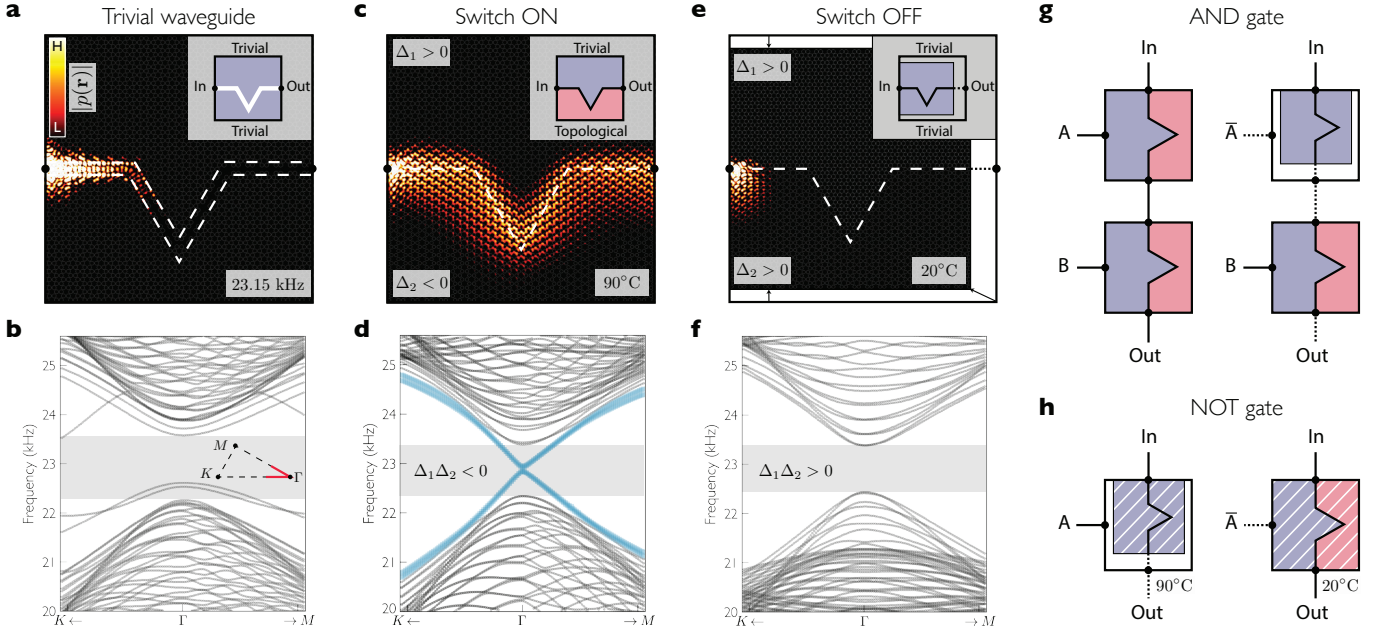 a
Trivial waveguide
H
L
|p(r)|
Trivial
In
Out
Trivial
23.15 kHz
c
Switch ON
Δ₁ > 0
Trivial
In
Out
Topological
Δ₂ < 0
90°C
e
Switch OFF
Δ₁ > 0
Trivial
In
Out
Trivial
Δ₂ > 0
20°C
b
Frequency (kHz)
25
24
23
22
21
20
M
K
Γ
K ←
Γ
→ M
d
Frequency (kHz)
25
24
23
22
21
20
Δ₁Δ₂ < 0
K ←
Γ
→ M
f
Frequency (kHz)
25
24
23
22
21
20
Δ₁Δ₂ > 0
K ←
Γ
→ M
g
AND gate
In
In
A
A̅
B
B
Out
Out
h
NOT gate
In
In
A
A̅
90°C
20°C
Out
Out